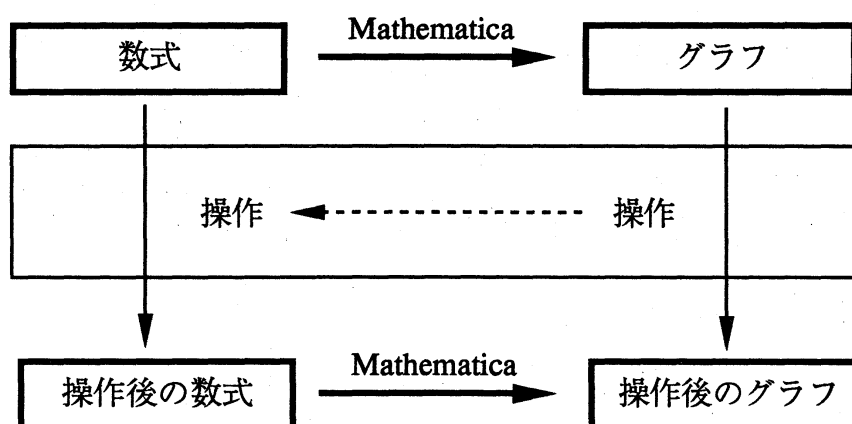 Mathematica
数式
グラフ
操作
操作
Mathematica
操作後の数式
操作後のグラフ